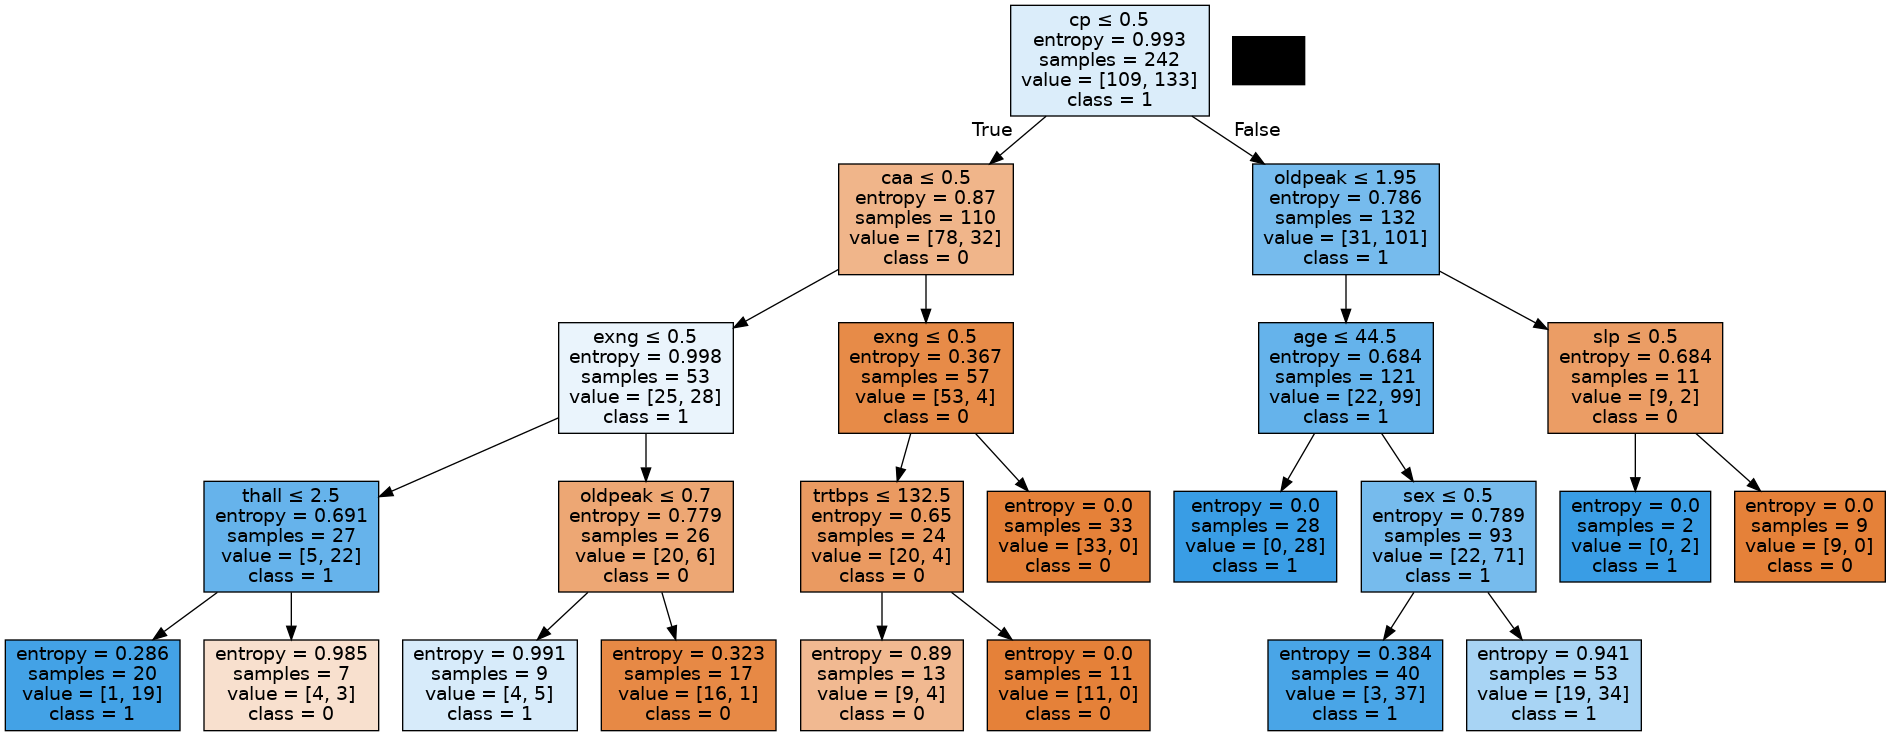 cp ≤ 0.5
entropy = 0.993
samples = 242
value = [109, 133]
class = 1
True
False
caa ≤ 0.5
entropy = 0.87
samples = 110
value = [78, 32]
class = 0
oldpeak ≤ 1.95
entropy = 0.786
samples = 132
value = [31, 101]
class = 1
exng ≤ 0.5
entropy = 0.998
samples = 53
value = [25, 28]
class = 1
exng ≤ 0.5
entropy = 0.367
samples = 57
value = [53, 4]
class = 0
age ≤ 44.5
entropy = 0.684
samples = 121
value = [22, 99]
class = 1
slp ≤ 0.5
entropy = 0.684
samples = 11
value = [9, 2]
class = 0
thall ≤ 2.5
entropy = 0.691
samples = 27
value = [5, 22]
class = 1
oldpeak ≤ 0.7
entropy = 0.779
samples = 26
value = [20, 6]
class = 0
trtbps ≤ 132.5
entropy = 0.65
samples = 24
value = [20, 4]
class = 0
entropy = 0.0
samples = 33
value = [33, 0]
class = 0
entropy = 0.0
samples = 28
value = [0, 28]
class = 1
sex ≤ 0.5
entropy = 0.789
samples = 93
value = [22, 71]
class = 1
entropy = 0.0
samples = 2
value = [0, 2]
class = 1
entropy = 0.0
samples = 9
value = [9, 0]
class = 0
entropy = 0.286
samples = 20
value = [1, 19]
class = 1
entropy = 0.985
samples = 7
value = [4, 3]
class = 0
entropy = 0.991
samples = 9
value = [4, 5]
class = 1
entropy = 0.323
samples = 17
value = [16, 1]
class = 0
entropy = 0.89
samples = 13
value = [9, 4]
class = 0
entropy = 0.0
samples = 11
value = [11, 0]
class = 0
entropy = 0.384
samples = 40
value = [3, 37]
class = 1
entropy = 0.941
samples = 53
value = [19, 34]
class = 1